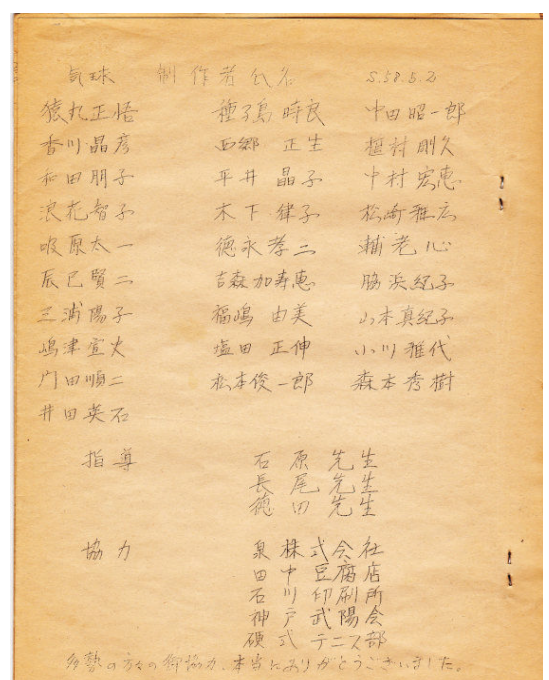 気球 制作者氏名 S.58.5.2
猿丸正悟 種子島時良 中田昭一郎
香川晶彦 西郷正生 植村剛久
和田朋子 平井晶子 中村宏恵
浪花智子 木下律子 松崎雅広
太一 徳永孝二 輔老心
辰巳賢二 吉森加寿恵 脇浜紀子
三浦陽子 福嶋由美 山本真紀子
嶋津宣 塩田正伸 小川雅代
門田順二 松本俊一郎 森本秀樹
井田英石
指導 石原先生
長尾先生
徳田先生
協力 泉株式会社
田中豆腐店
石川印刷所
神戸武陽会
硬式テニス部
多勢の方々の御協力、本当にありがとうございました。